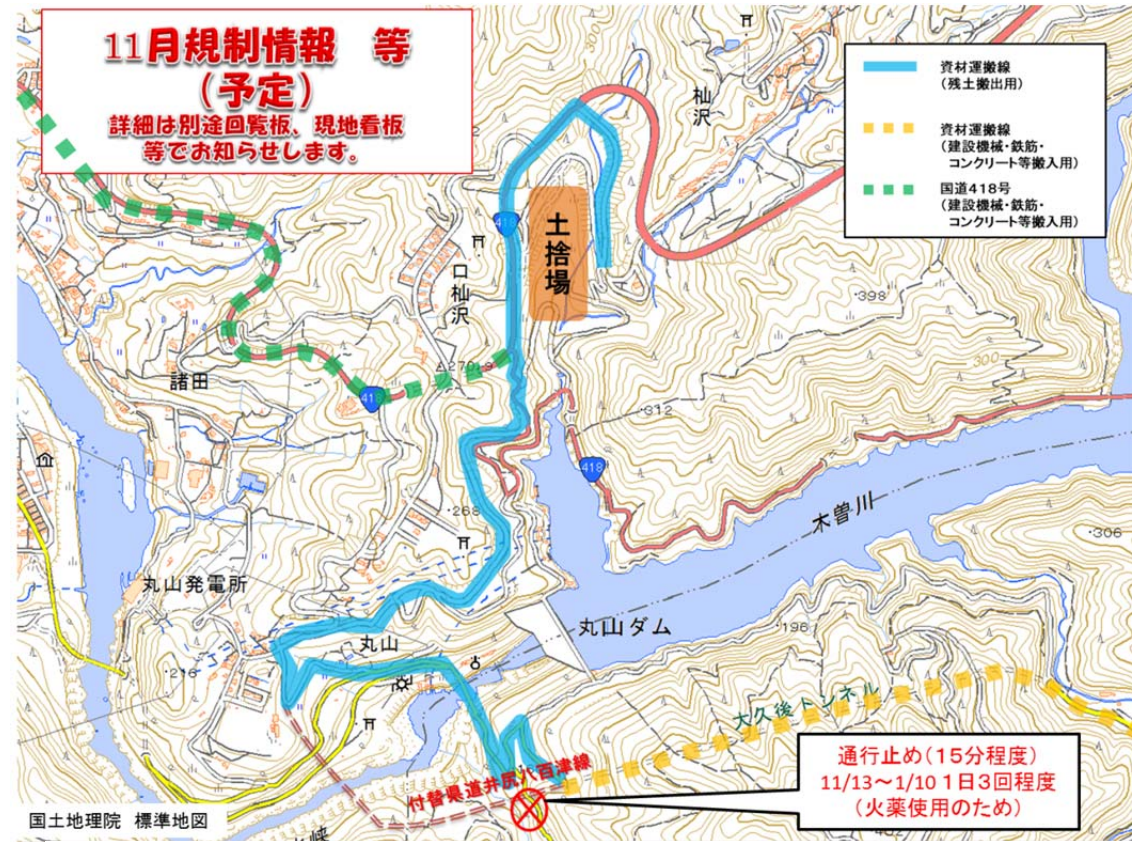 11月規制情報　等
（予定）
詳細は別途回覧板、現地看板
等でお知らせします。
資材運搬線
（残土搬出用）
資材運搬線
（建設機械・鉄筋・
コンクリート等搬入用）
国道418号
（建設機械・鉄筋・
コンクリート等搬入用）
杣沢
300
418
土捨場
口杣沢
398
300
270.9
諸田
418
312
418
木曽川
268
306
丸山発電所
丸山ダム
196
丸山
216
大久後トンネル
付替県道井尻八百津線
通行止め（15分程度）
11/13～1/10 1日3回程度
（火薬使用のため）
国土地理院 標準地図